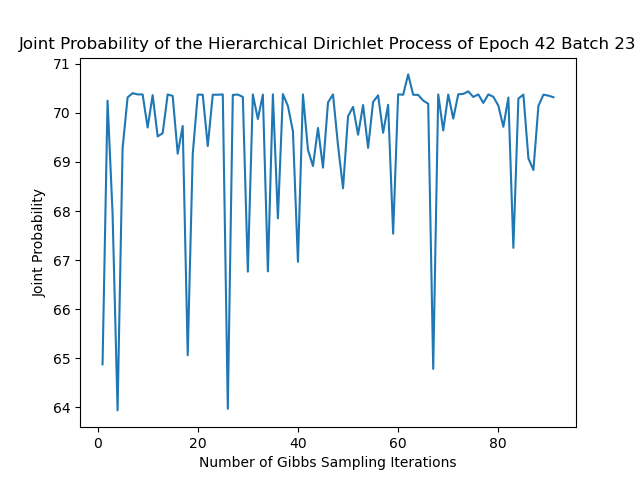 Joint Probability of the Hierarchical Dirichlet Process of Epoch 42 Batch 23
71
70
69
68
67
66
65
64
Joint Probability
0 20 40 60 80
Number of Gibbs Sampling Iterations